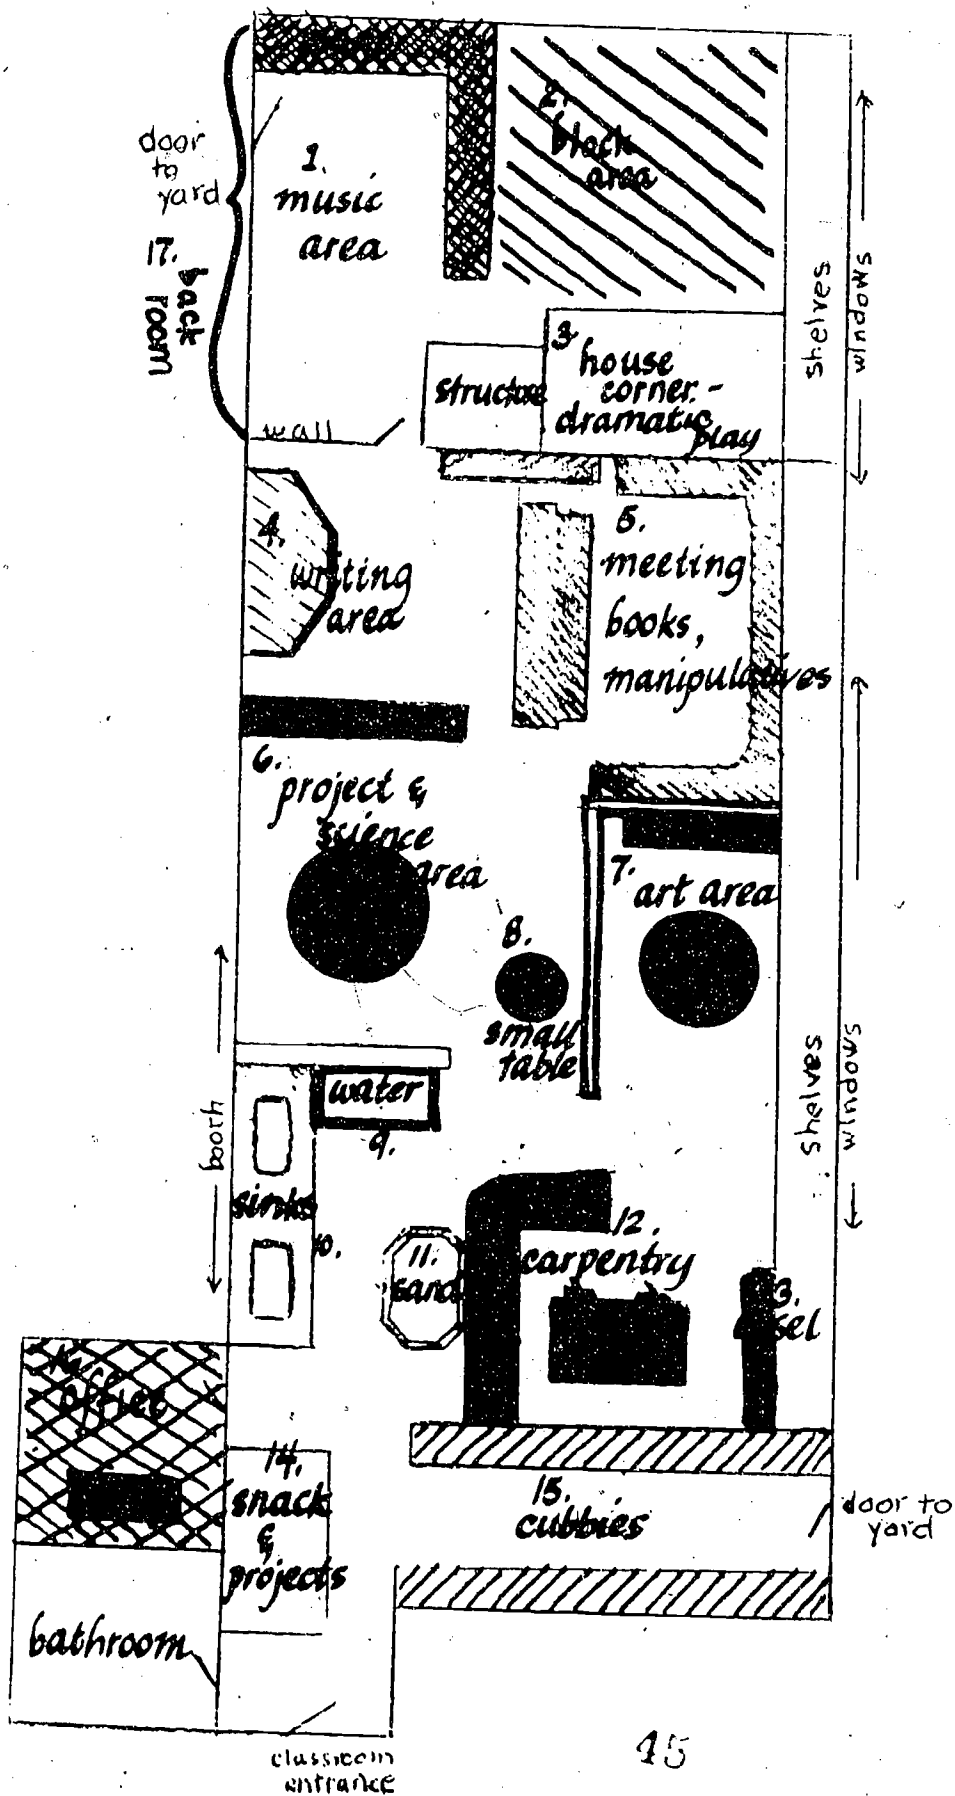 door
to
yard
17.
back
room
1.
music
area
2.
block
area
shelves
windows
3
house
corner. -
dramatic
play
structure
wall
4.
writing
area
5.
meeting
books,
manipulatives
6.
project &
science
area
7.
art area
8.
small
table
shelves
windows
booth
water
9.
sinks
10.
11.
sand
12.
carpentry
13.
easel
office
14.
snack
&
projects
15.
cubbies
door to
yard
bathroom
classroom
entrance
45